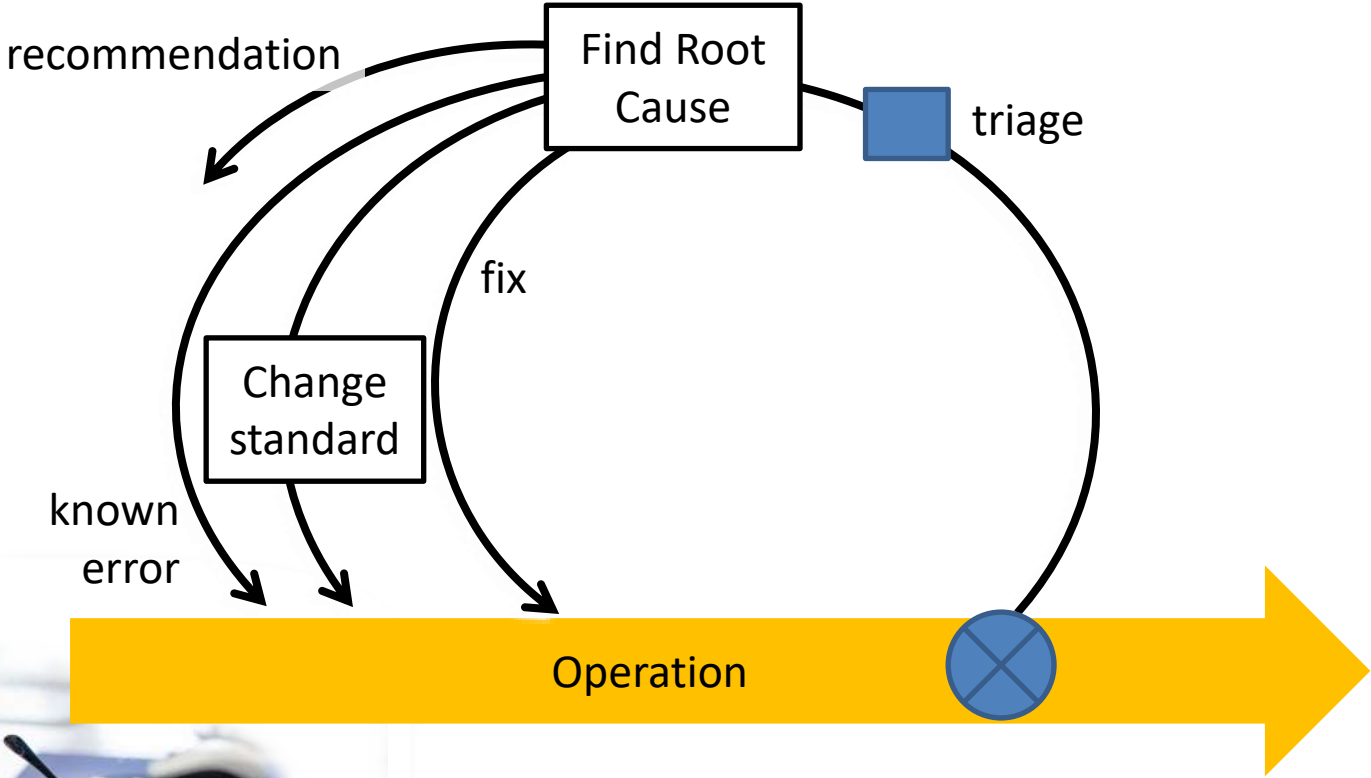 recommendation
Find Root
Cause
triage
fix
Change
standard
known
error
Operation